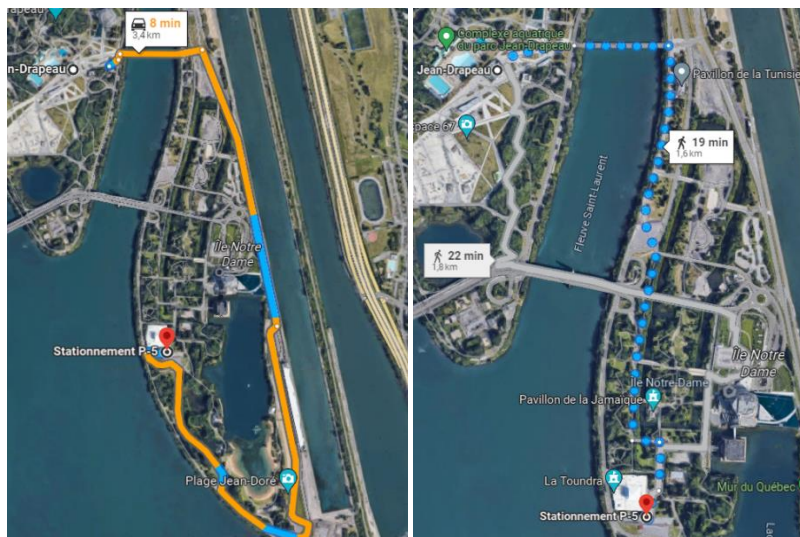 8 min
3,4 km
n-Drapeau
Île Notre
Dame
Stationnement P-5
Plage Jean-Doré
Complexe aquatique
du parc Jean-Drapeau
Jean-Drapeau
Pavillon de la Tunisie
pace 67
19 min
1,6 km
Fleuve Saint-Laurent
22 min
1,8 km
Île Notre
Dame
Île Notre-Dame
Pavillon de la Jamaïque
La Toundra
Mur du Québec
Stationnement P-5